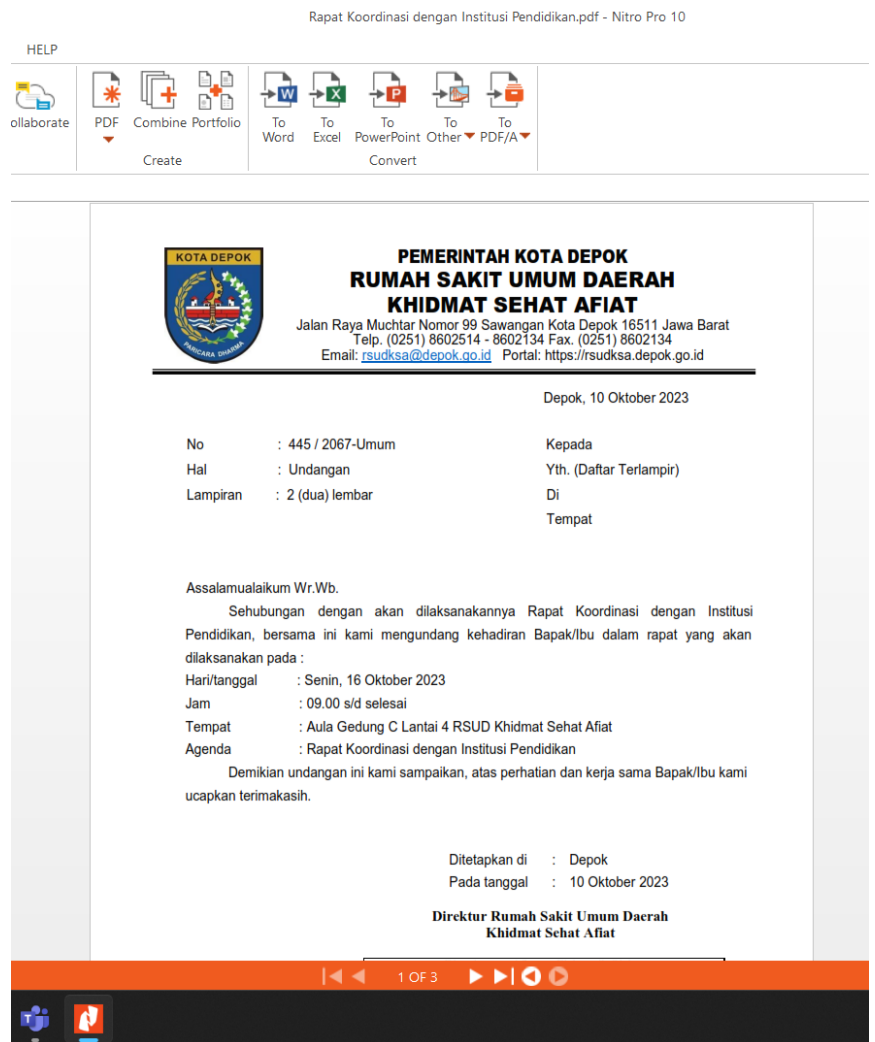 Rapat Koordinasi dengan Institusi Pendidikan.pdf - Nitro Pro 10
HELP
ollaborate
PDF
Combine
Portfolio
To Word
To Excel
To PowerPoint
To Other
To PDF/A
Create
Convert
KOTA DEPOK
PARICARA DHARMA
PEMERINTAH KOTA DEPOK
RUMAH SAKIT UMUM DAERAH
KHIDMAT SEHAT AFIAT
Jalan Raya Muchtar Nomor 99 Sawangan Kota Depok 16511 Jawa Barat
Telp. (0251) 8602514 - 8602134 Fax. (0251) 8602134
Email: rsudksa@depok.go.id Portal: https://rsudksa.depok.go.id
Depok, 10 Oktober 2023
No : 445 / 2067-Umum
Hal : Undangan
Lampiran : 2 (dua) lembar
Kepada
Yth. (Daftar Terlampir)
Di
Tempat
Assalamualaikum Wr.Wb.
Sehubungan dengan akan dilaksanakannya Rapat Koordinasi dengan Institusi
Pendidikan, bersama ini kami mengundang kehadiran Bapak/Ibu dalam rapat yang akan
dilaksanakan pada :
Hari/tanggal : Senin, 16 Oktober 2023
Jam : 09.00 s/d selesai
Tempat : Aula Gedung C Lantai 4 RSUD Khidmat Sehat Afiat
Agenda : Rapat Koordinasi dengan Institusi Pendidikan
Demikian undangan ini kami sampaikan, atas perhatian dan kerja sama Bapak/Ibu kami
ucapkan terimakasih.
Ditetapkan di : Depok
Pada tanggal : 10 Oktober 2023
Direktur Rumah Sakit Umum Daerah
Khidmat Sehat Afiat
1 OF 3